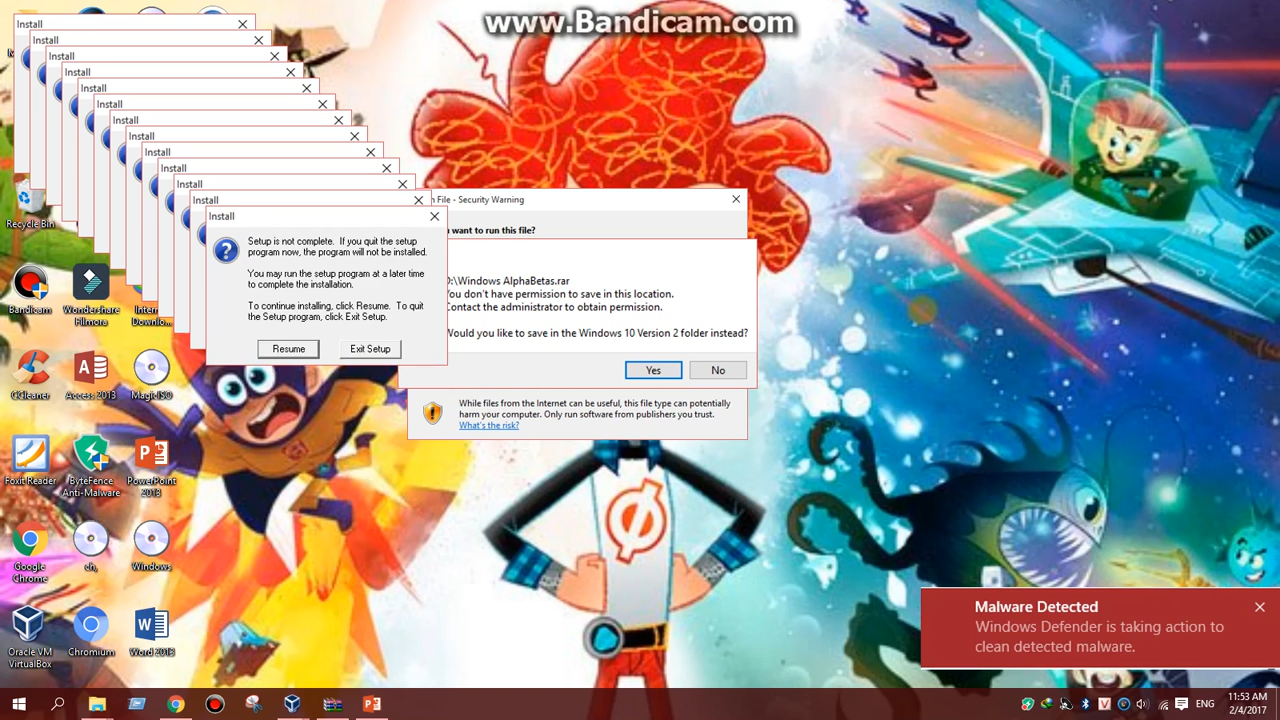 www.Bandicam.com
Install
Install
Install
Install
Install
Install
Install
Install
Install
Install
Install
Install
Install
Setup is not complete. If you quit the setup
program now, the program will not be installed.
You may run the setup program at a later time
to complete the installation.
To continue installing, click Resume. To quit
the Setup program, click Exit Setup.
Resume
Exit Setup
File - Security Warning
want to run this file?
D:\Windows AlphaBetas.rar
You don't have permission to save in this location.
Contact the administrator to obtain permission.
Would you like to save in the Windows 10 Version 2 folder instead?
Yes
No
While files from the Internet can be useful, this file type can potentially
harm your computer. Only run software from publishers you trust.
What's the risk?
Recycle Bin
Bandicam
Wondershare
Filmora
Intern
Downlo...
CCleaner
Access 2013
MagicISO
Foxit Reader
ByteFence
Anti-Malware
PowerPoint
2013
Google
Chrome
ch,
Windows
Oracle VM
VirtualBox
Chromium
Word 2013
Malware Detected
Windows Defender is taking action to
clean detected malware.
ENG
11:53 AM
2/4/2017